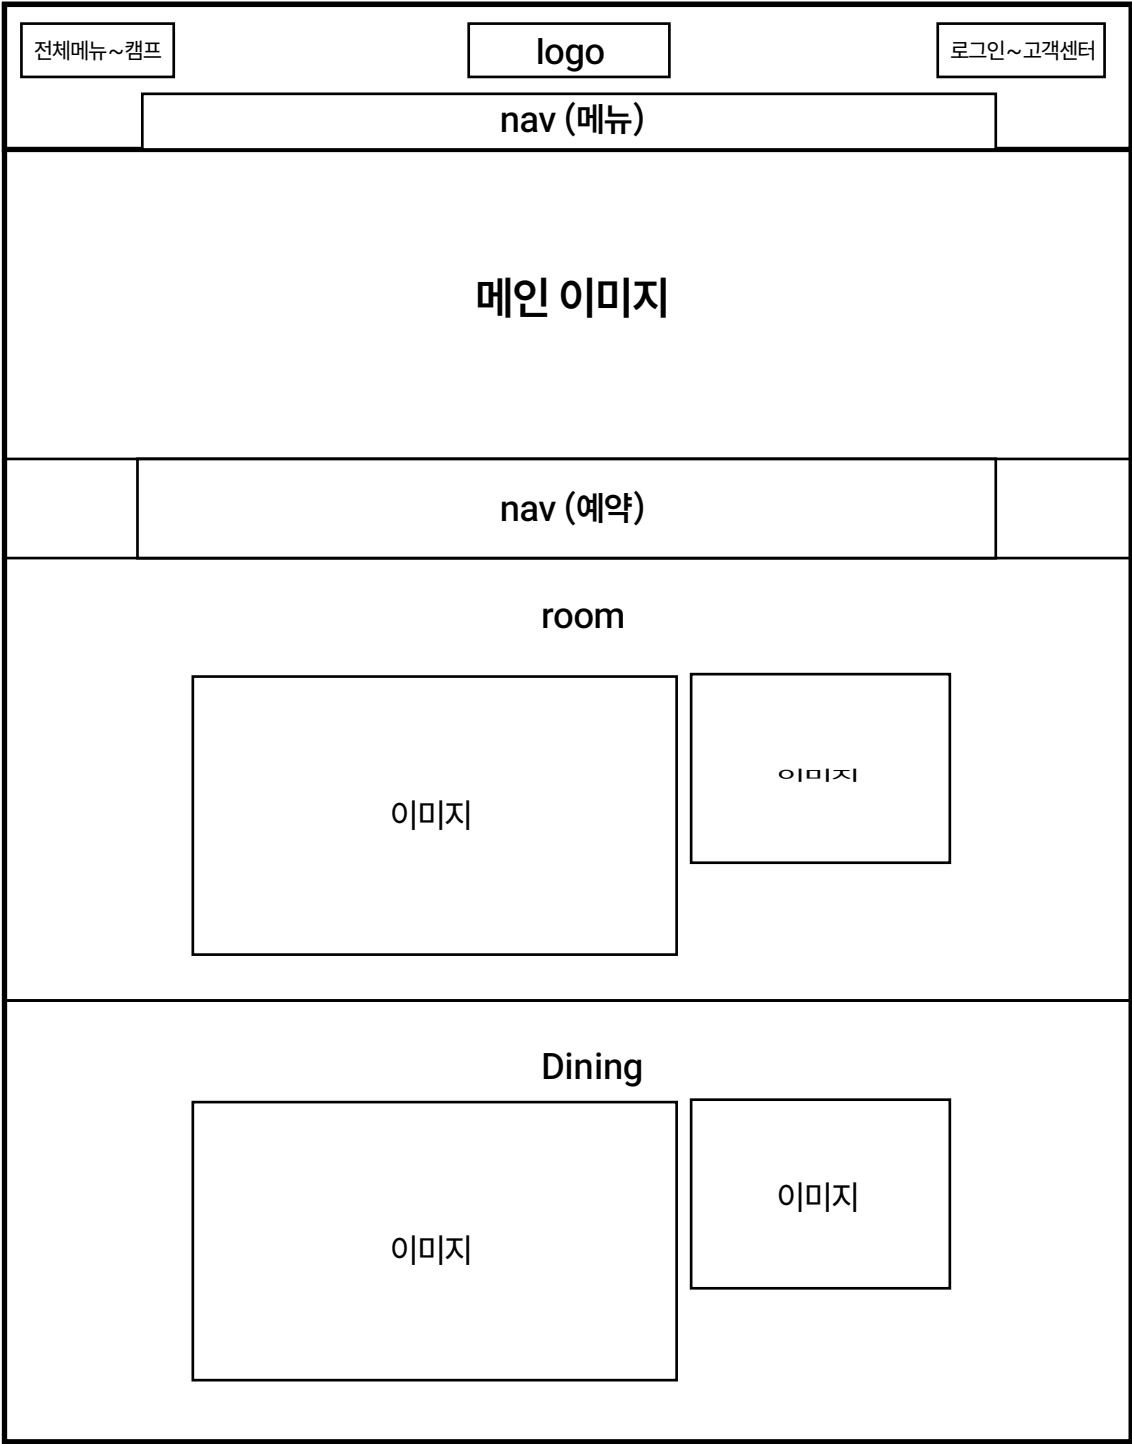 전체메뉴~캠프
logo
로그인~고객센터
nav (메뉴)
메인 이미지
nav (예약)
room
이미지
이미지
Dining
이미지
이미지